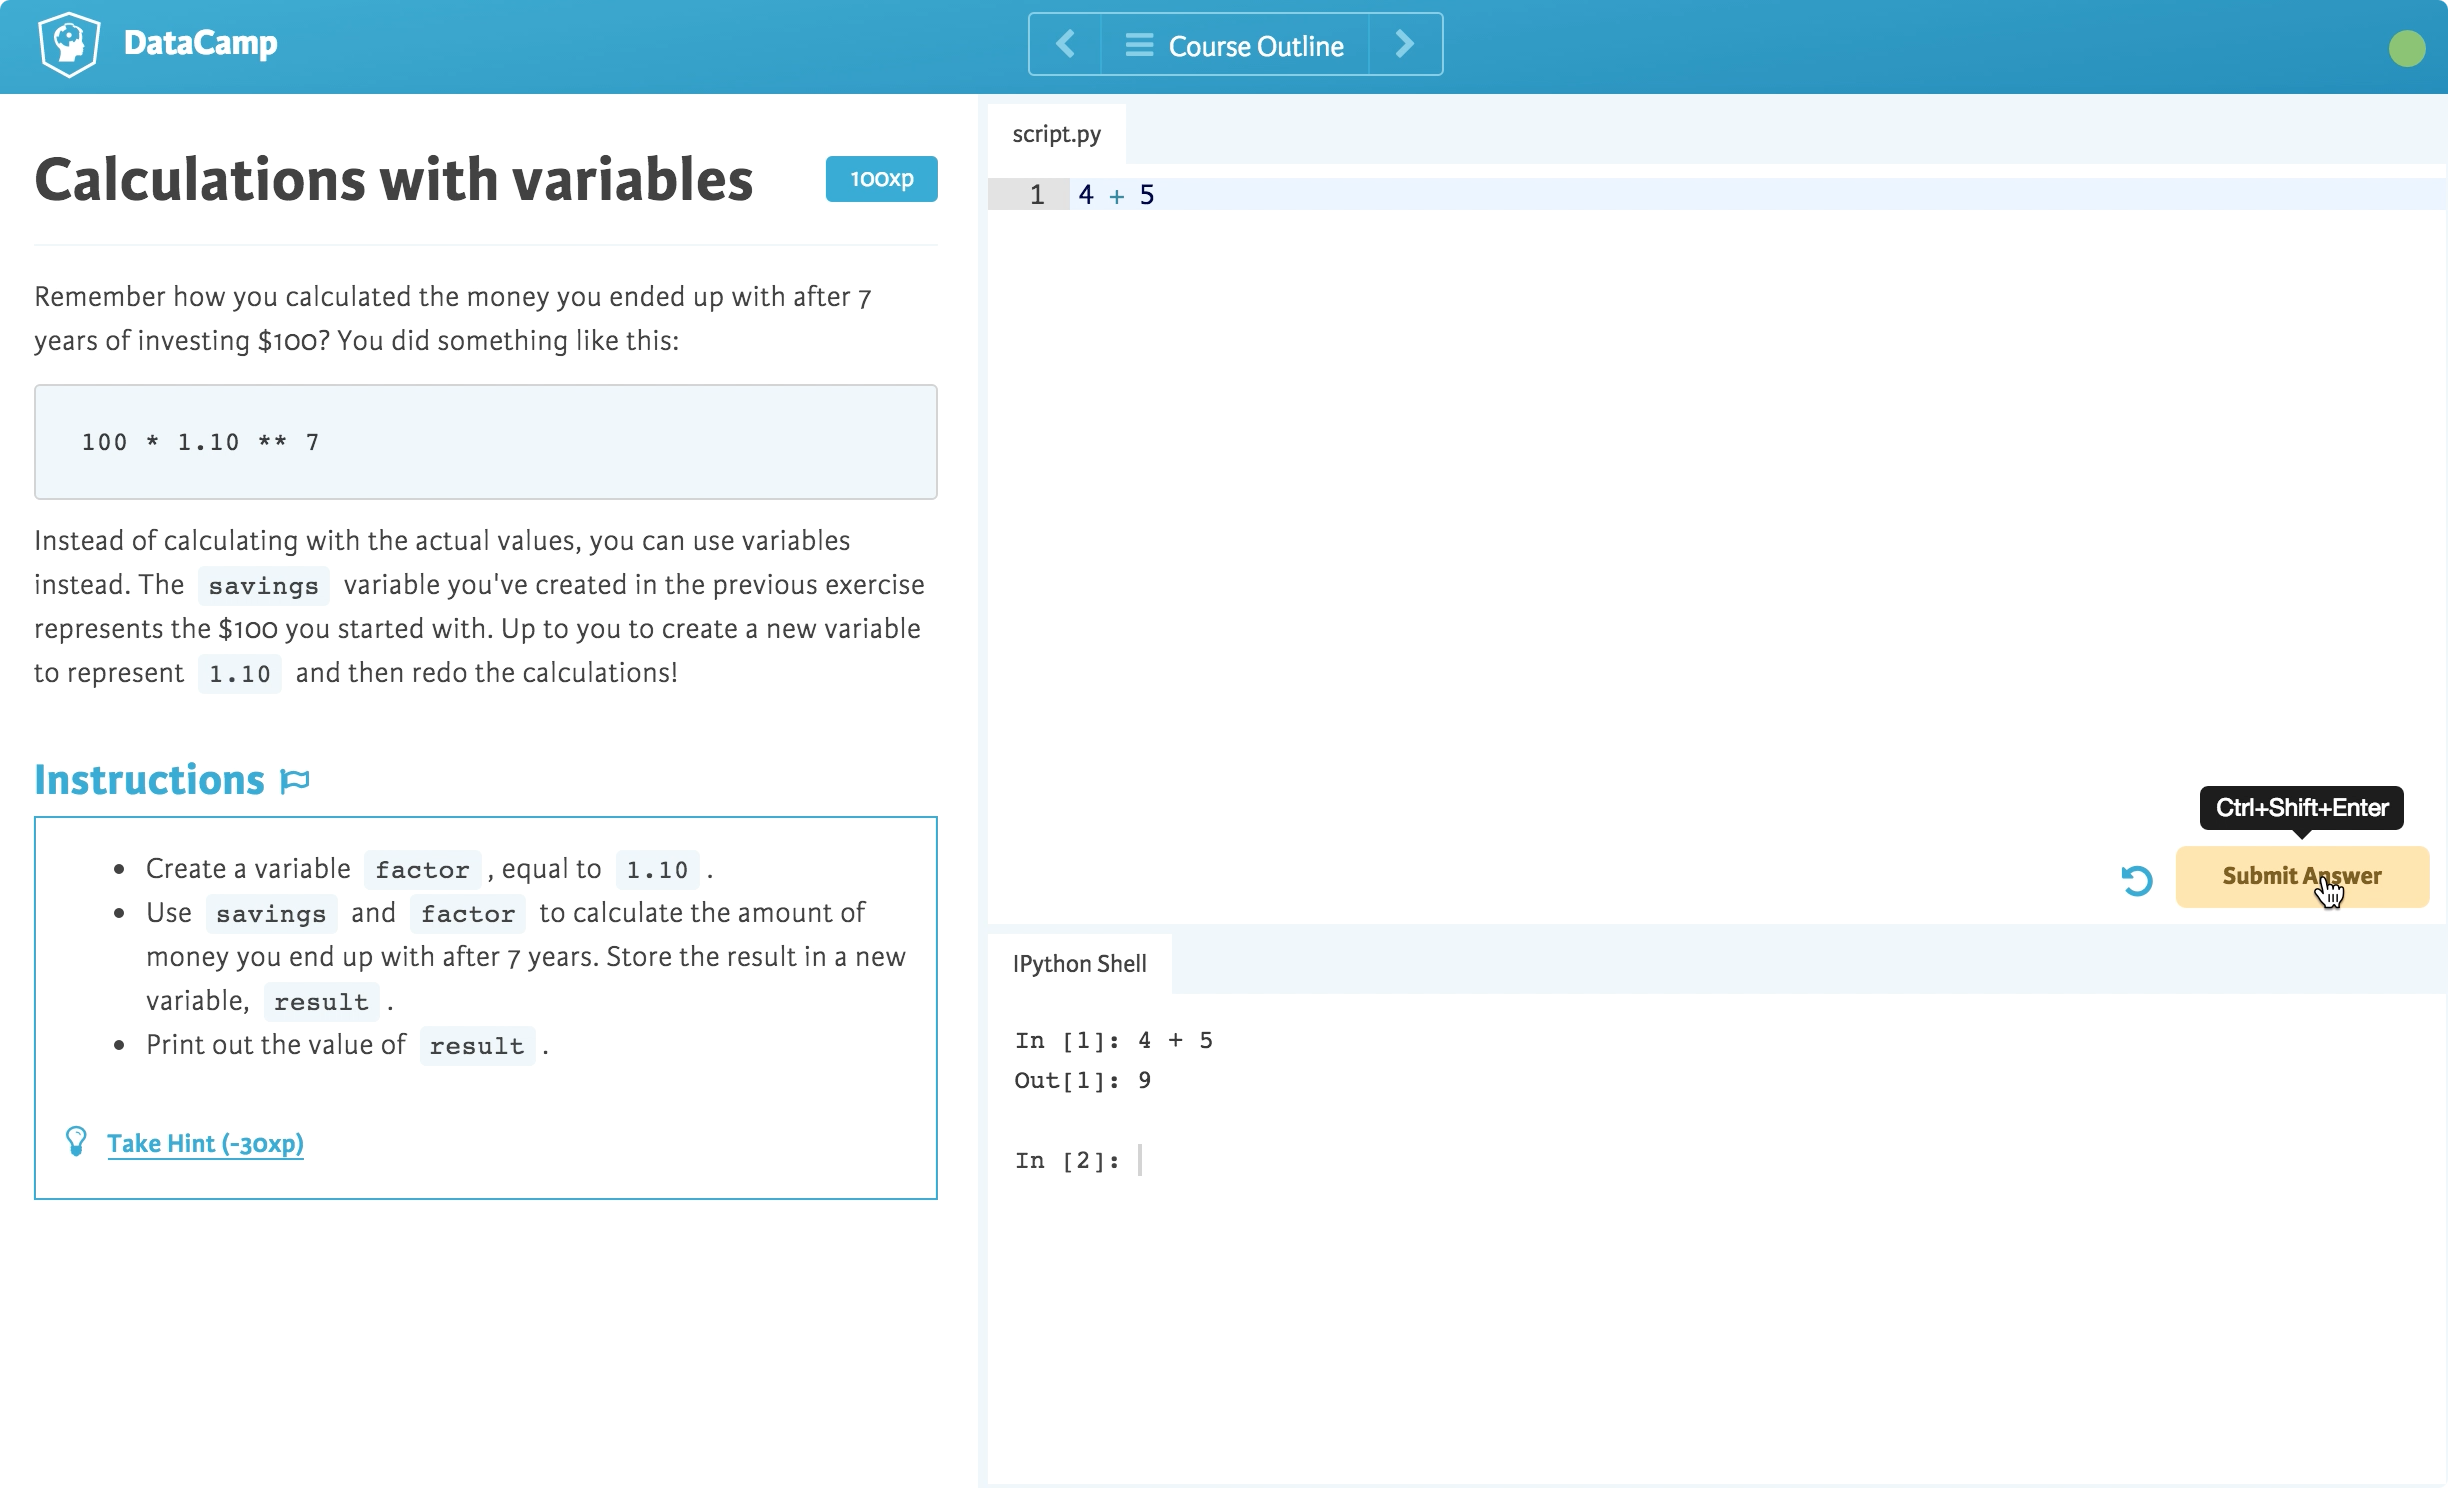 DataCamp
Course Outline
Calculations with variables
100xp
Remember how you calculated the money you ended up with after 7
years of investing $100? You did something like this:
100 * 1.10 ** 7
Instead of calculating with the actual values, you can use variables
instead. The savings variable you've created in the previous exercise
represents the $100 you started with. Up to you to create a new variable
to represent 1.10 and then redo the calculations!
Instructions
• Create a variable factor, equal to 1.10.
• Use savings and factor to calculate the amount of
money you end up with after 7 years. Store the result in a new
variable, result.
• Print out the value of result.
Take Hint (-30xp)
script.py
1 4 + 5
Ctrl+Shift+Enter
Submit Answer
IPython Shell
In [1]: 4 + 5
Out[1]: 9
In [2]: